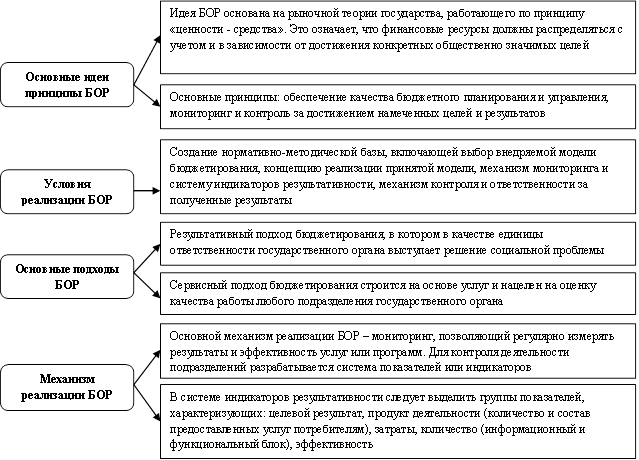 Идея БОР основана на рыночной теории государства, работающего по принципу
«ценности - средства». Это означает, что финансовые ресурсы должны распределяться с
учетом и в зависимости от достижения конкретных общественно значимых целей
Основные идеи
принципы БОР
Основные принципы: обеспечение качества бюджетного планирования и управления,
мониторинг и контроль за достижением намеченных целей и результатов
Создание нормативно-методической базы, включающей выбор внедряемой модели
бюджетирования, концепцию реализации принятой модели, механизм мониторинга и
систему индикаторов результативности, механизм контроля и ответственности за
полученные результаты
Условия
реализации БОР
Результативный подход бюджетирования, в котором в качестве единицы
ответственности государственного органа выступает решение социальной проблемы
Основные подходы
БОР
Сервисный подход бюджетирования строится на основе услуг и нацелен на оценку
качества работы любого подразделения государственного органа
Основной механизм реализации БОР – мониторинг, позволяющий регулярно измерять
результаты и эффективность услуг или программ. Для контроля деятельности
подразделений разрабатывается система показателей или индикаторов
Механизм
реализации БОР
В системе индикаторов результативности следует выделить группы показателей,
характеризующих: целевой результат, продукт деятельности (количество и состав
предоставленных услуг потребителям), затраты, количество (информационный и
функциональный блок), эффективность